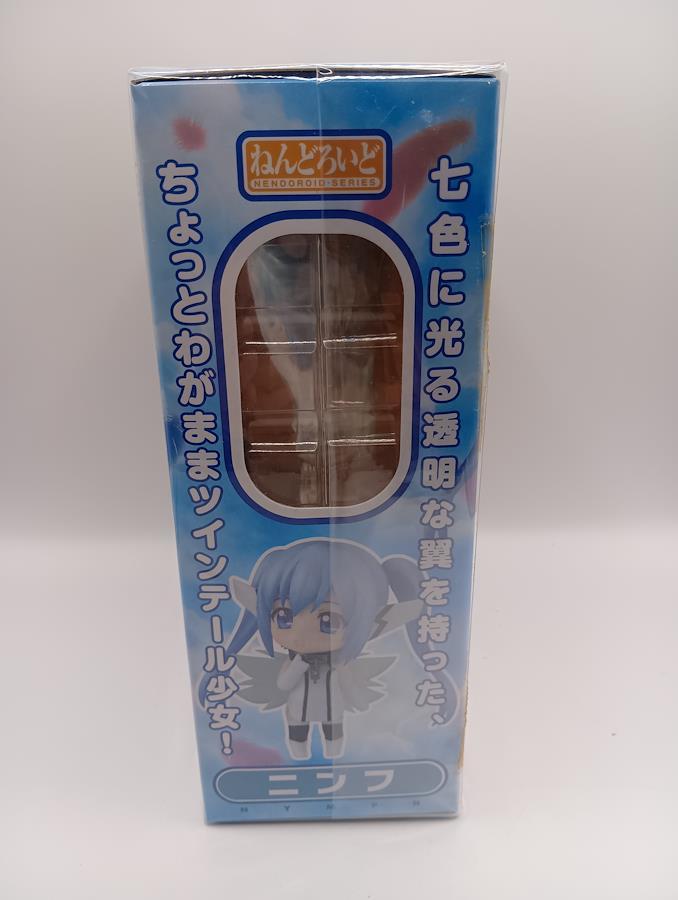 ねんどろいど
NENDOROID・SERIES
七色に光る透明な翼を持った、
ちょっとわがままツインテール少女！
ニンフ
NYMPH